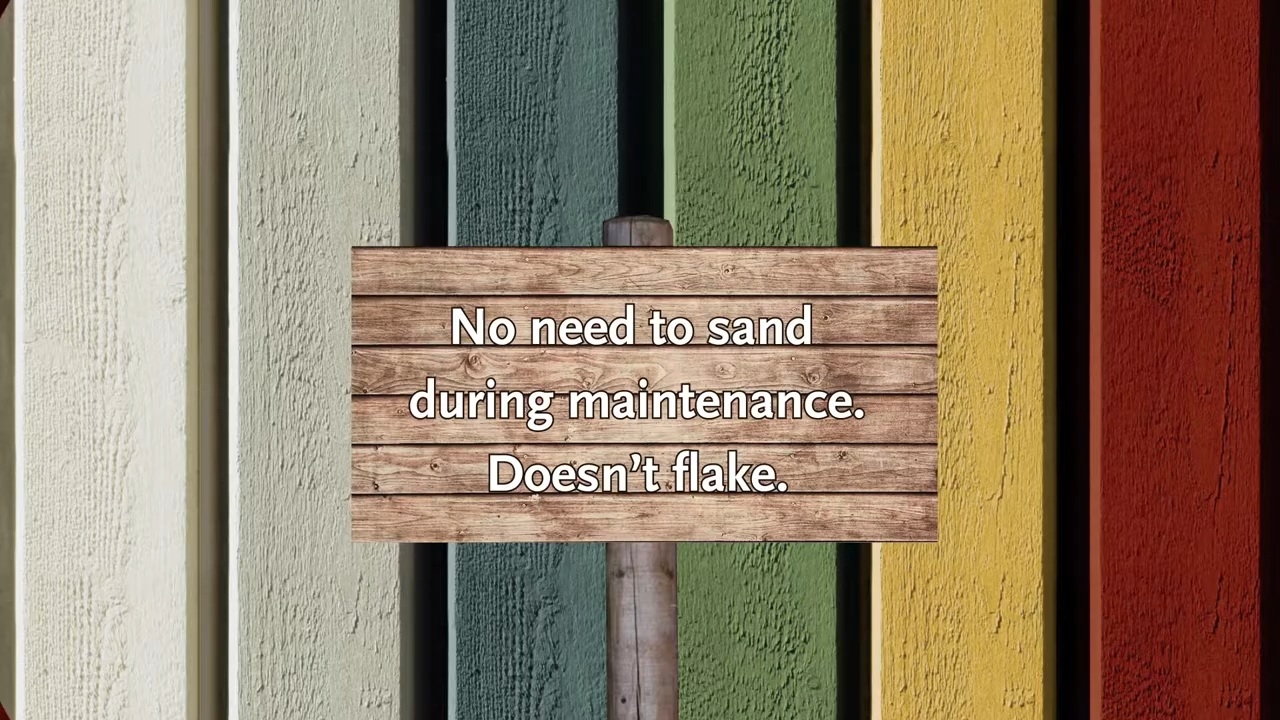 No need to sand
during maintenance.
Doesn’t flake.